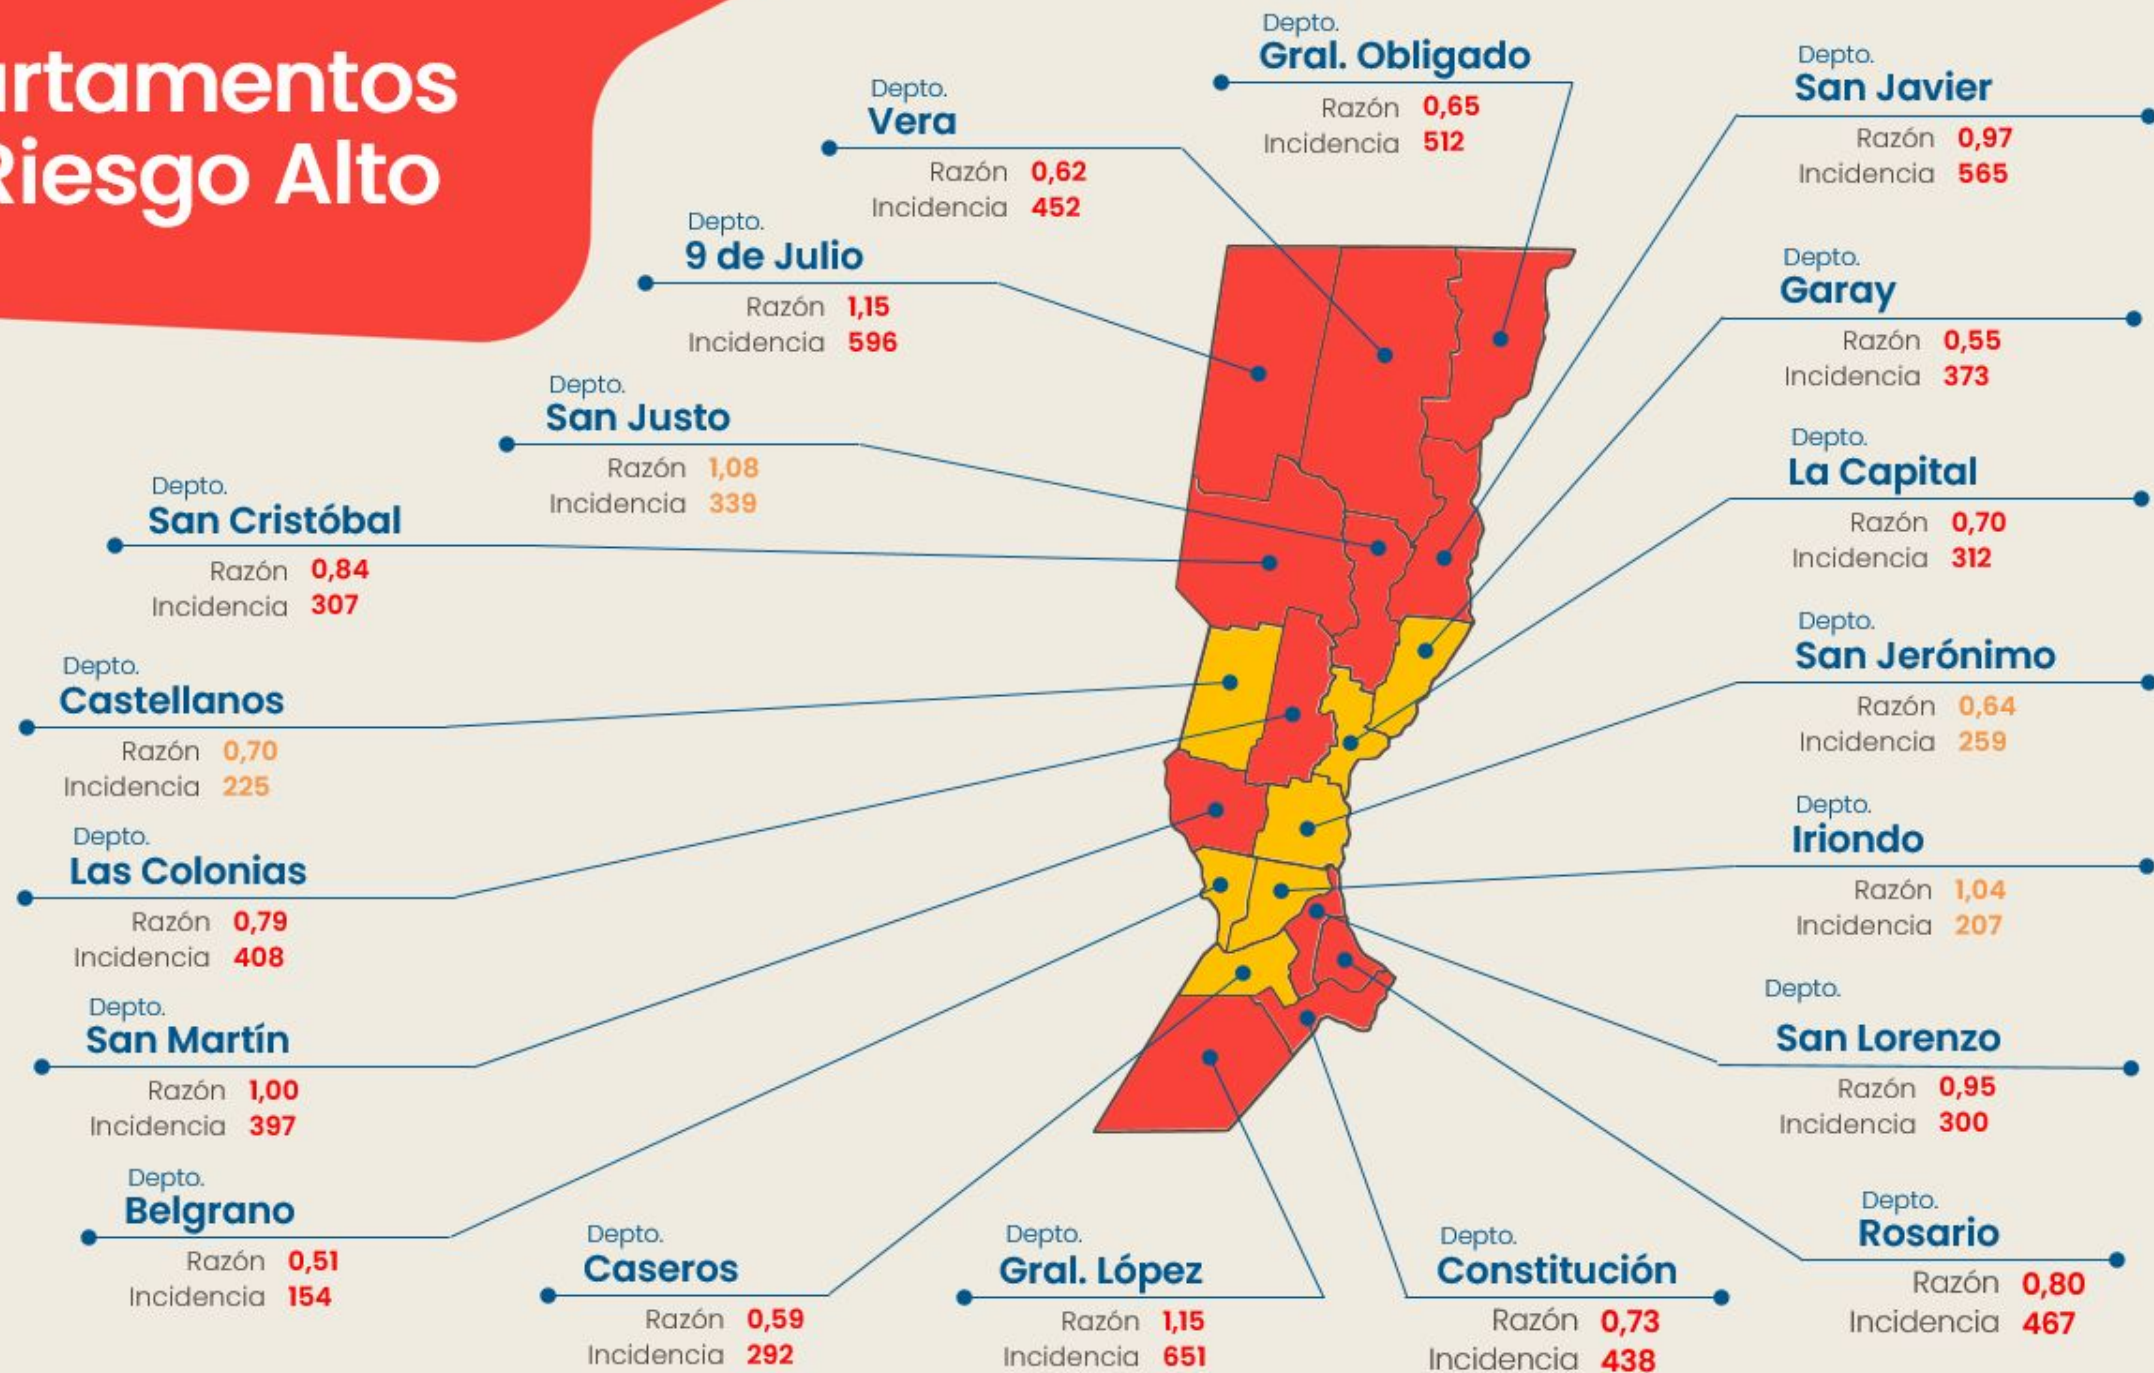 artamentos
Riesgo Alto
Depto.
Gral. Obligado
Razón 0,65
Incidencia 512
Depto.
San Javier
Razón 0,97
Incidencia 565
Depto.
Vera
Razón 0,62
Incidencia 452
Depto.
9 de Julio
Razón 1,15
Incidencia 596
Depto.
Garay
Razón 0,55
Incidencia 373
Depto.
San Justo
Razón 1,08
Incidencia 339
Depto.
La Capital
Razón 0,70
Incidencia 312
Depto.
San Cristóbal
Razón 0,84
Incidencia 307
Depto.
San Jerónimo
Razón 0,64
Incidencia 259
Depto.
Castellanos
Razón 0,70
Incidencia 225
Depto.
Iriondo
Razón 1,04
Incidencia 207
Depto.
Las Colonias
Razón 0,79
Incidencia 408
Depto.
San Lorenzo
Razón 0,95
Incidencia 300
Depto.
San Martín
Razón 1,00
Incidencia 397
Depto.
Belgrano
Razón 0,51
Incidencia 154
Depto.
Caseros
Razón 0,59
Incidencia 292
Depto.
Gral. López
Razón 1,15
Incidencia 651
Depto.
Constitución
Razón 0,73
Incidencia 438
Depto.
Rosario
Razón 0,80
Incidencia 467